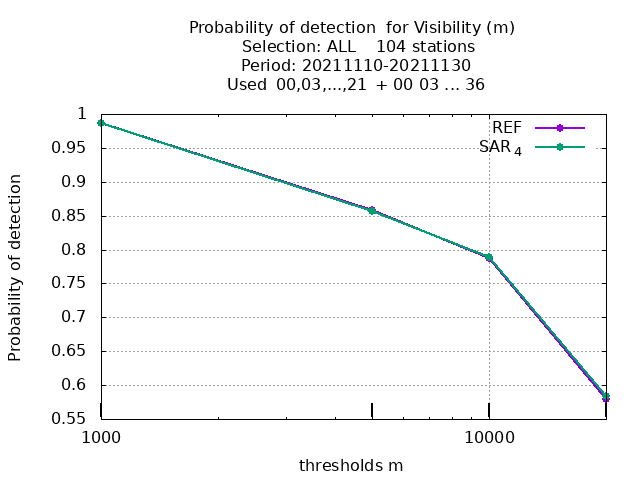 Probability of detection  for Visibility (m)
Selection: ALL    104 stations
Period: 20211110-20211130
Used  00,03,...,21  + 00 03 ... 36
REF
SAR 4
1
0.95
0.9
0.85
0.8
0.75
0.7
0.65
0.6
0.55
Probability of detection
1000
10000
thresholds m